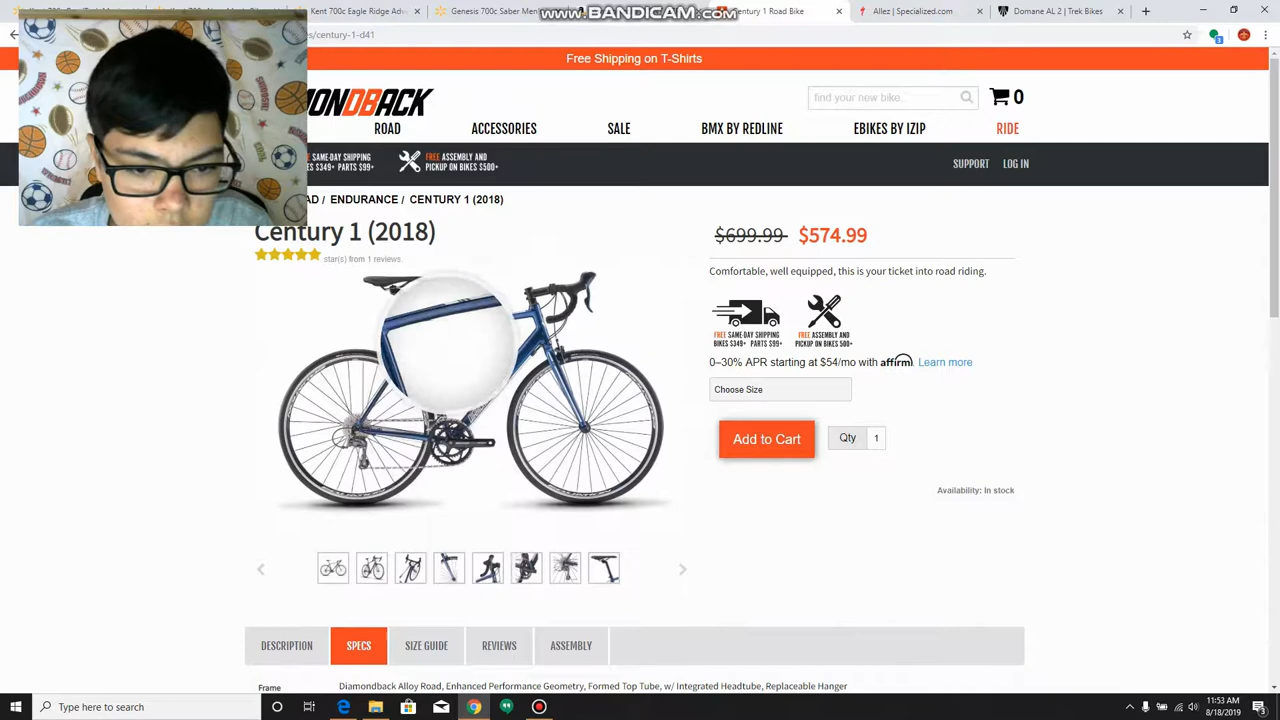 Kent 700c Eagle Ridge Adv
Genesis 700c Saber Men
www.BANDICAM.com
Century 1 Road Bike
Allez | Specialized.com
Domane AL 2 | Trek Bikes
es/century-1-d41
Free Shipping on T-Shirts
MONDBACK
find your new bike
0
ROAD
ACCESSORIES
SALE
BMX BY REDLINE
EBIKES BY IZIP
RIDE
SAME-DAY SHIPPING
$349+ PARTS $99+
FREE ASSEMBLY AND
PICKUP ON BIKES $500+
SUPPORT
LOG IN
AD / ENDURANCE / CENTURY 1 (2018)
Century 1 (2018)
star(s) from 1 reviews.
$699.99 $574.99
Comfortable, well equipped, this is your ticket into road riding.
FREE SAME-DAY SHIPPING
BIKES $349+ PARTS $99+
FREE ASSEMBLY AND
PICKUP ON BIKES 500+
0–30% APR starting at $54/mo with affirm. Learn more
Choose Size
Add to Cart
Qty
1
Availability: In stock
DESCRIPTION
SPECS
SIZE GUIDE
REVIEWS
ASSEMBLY
Frame
Diamondback Alloy Road, Enhanced Performance Geometry, Formed Top Tube, w/ Integrated Headtube, Replaceable Hanger
Type here to search
11:53 AM
8/18/2019